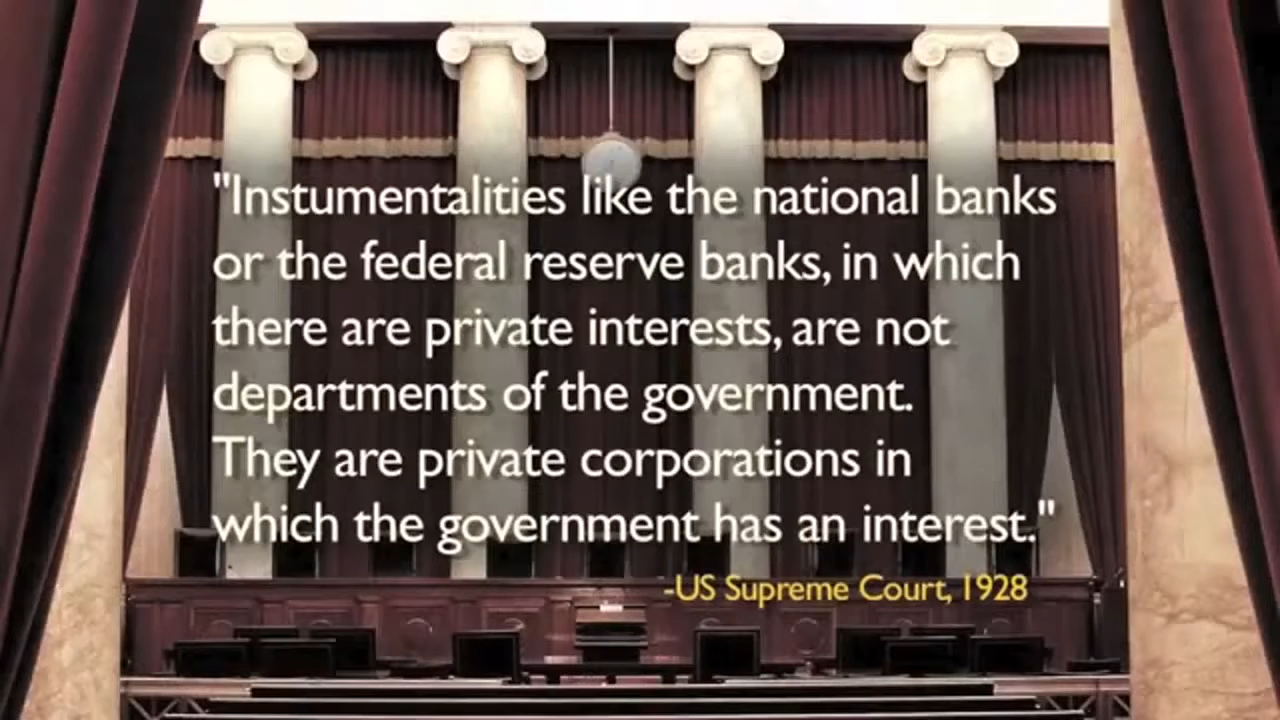 "Instumentalities like the national banks
or the federal reserve banks, in which
there are private interests, are not
departments of the government.
They are private corporations in
which the government has an interest."
-US Supreme Court, 1928